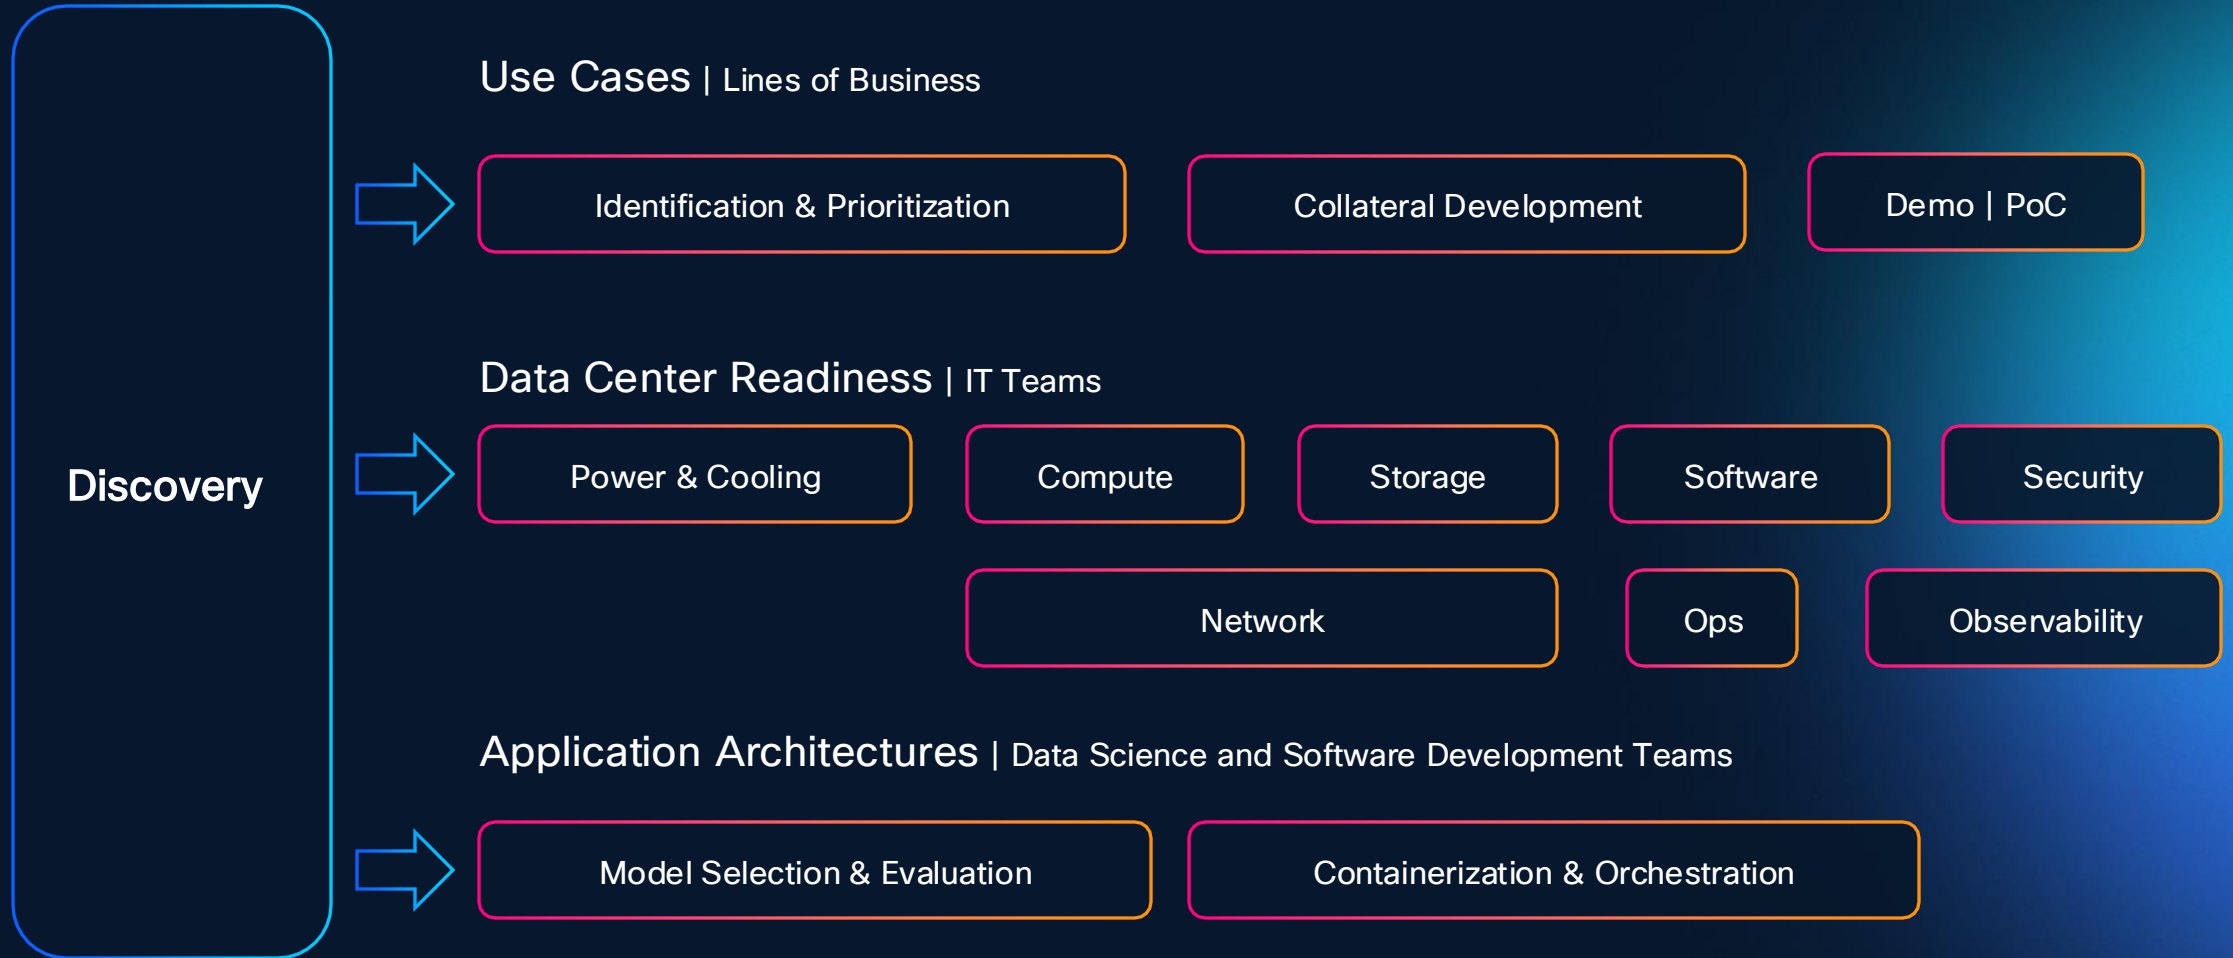 Use Cases | Lines of Business
Identification & Prioritization
Collateral Development
Demo | PoC
Discovery
Data Center Readiness | IT Teams
Power & Cooling
Compute
Storage
Software
Security
Network
Ops
Observability
Application Architectures | Data Science and Software Development Teams
Model Selection & Evaluation
Containerization & Orchestration